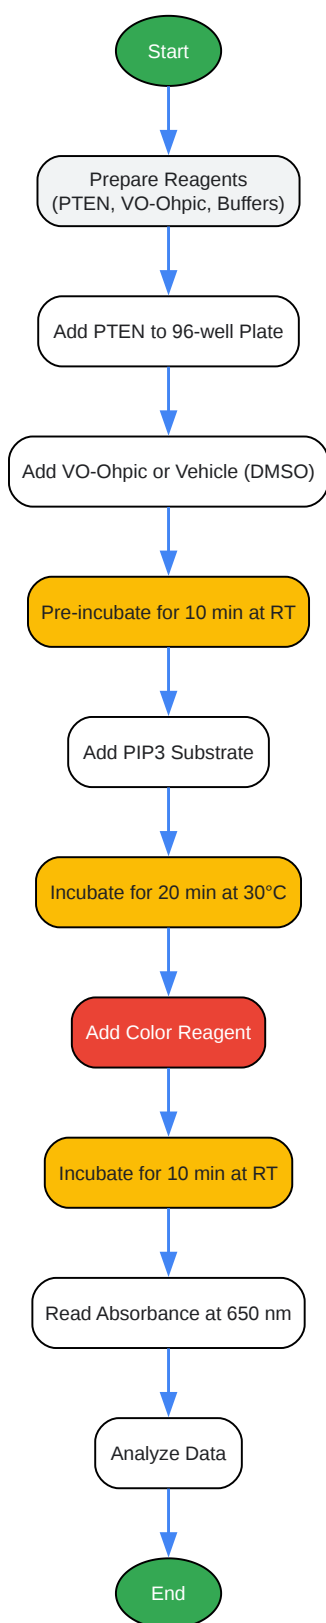 Start
Prepare Reagents
(PTEN, VO-Ohpic, Buffers)
Add PTEN to 96-well Plate
Add VO-Ohpic or Vehicle (DMSO)
Pre-incubate for 10 min at RT
Add PIP3 Substrate
Incubate for 20 min at 30°C
Add Color Reagent
Incubate for 10 min at RT
Read Absorbance at 650 nm
Analyze Data
End